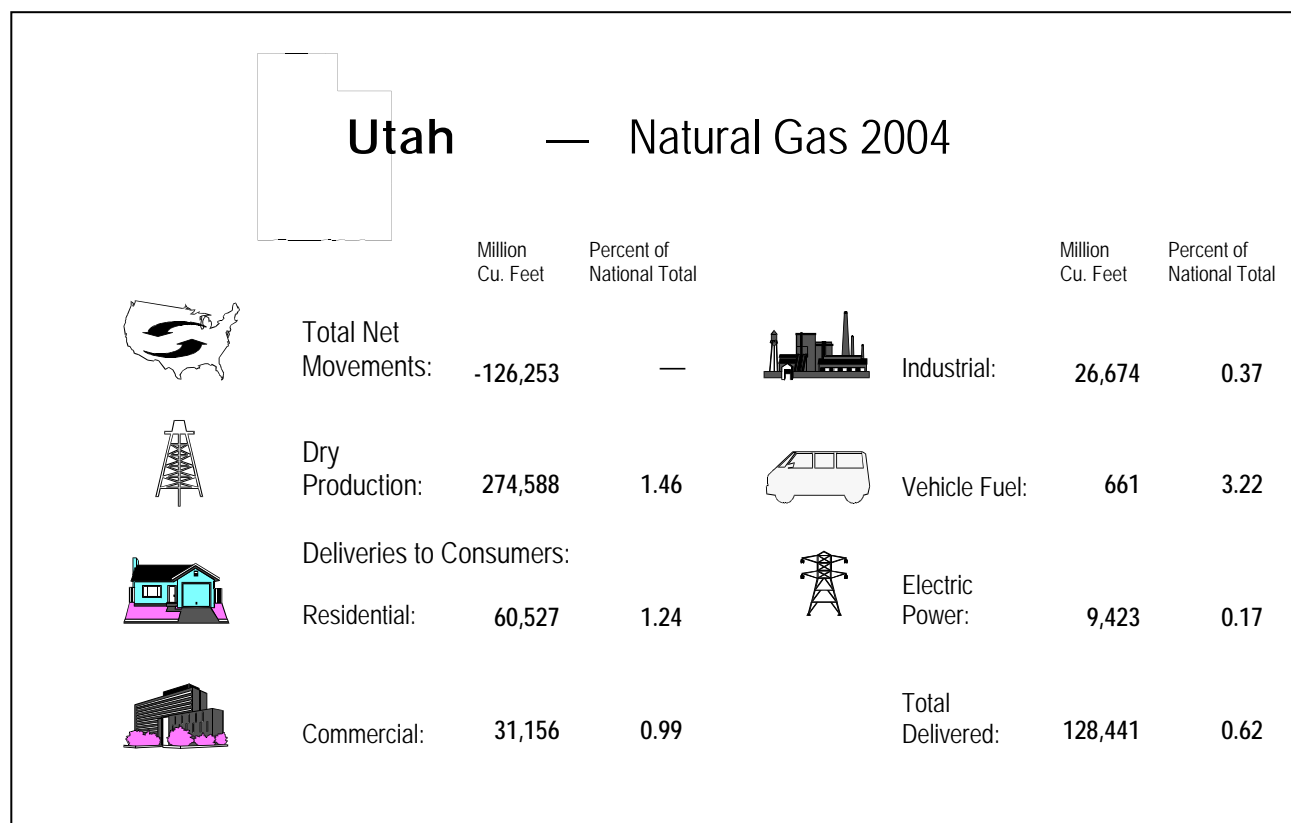 Utah — Natural Gas 2004
Million Percent of
Cu. Feet National Total
Million Percent of
Cu. Feet National Total
Total Net
Movements: -126,253 —
Industrial: 26,674 0.37
Dry
Production: 274,588 1.46
Vehicle Fuel: 661 3.22
Deliveries to Consumers:
Residential: 60,527 1.24
Electric
Power: 9,423 0.17
Commercial: 31,156 0.99
Total
Delivered: 128,441 0.62